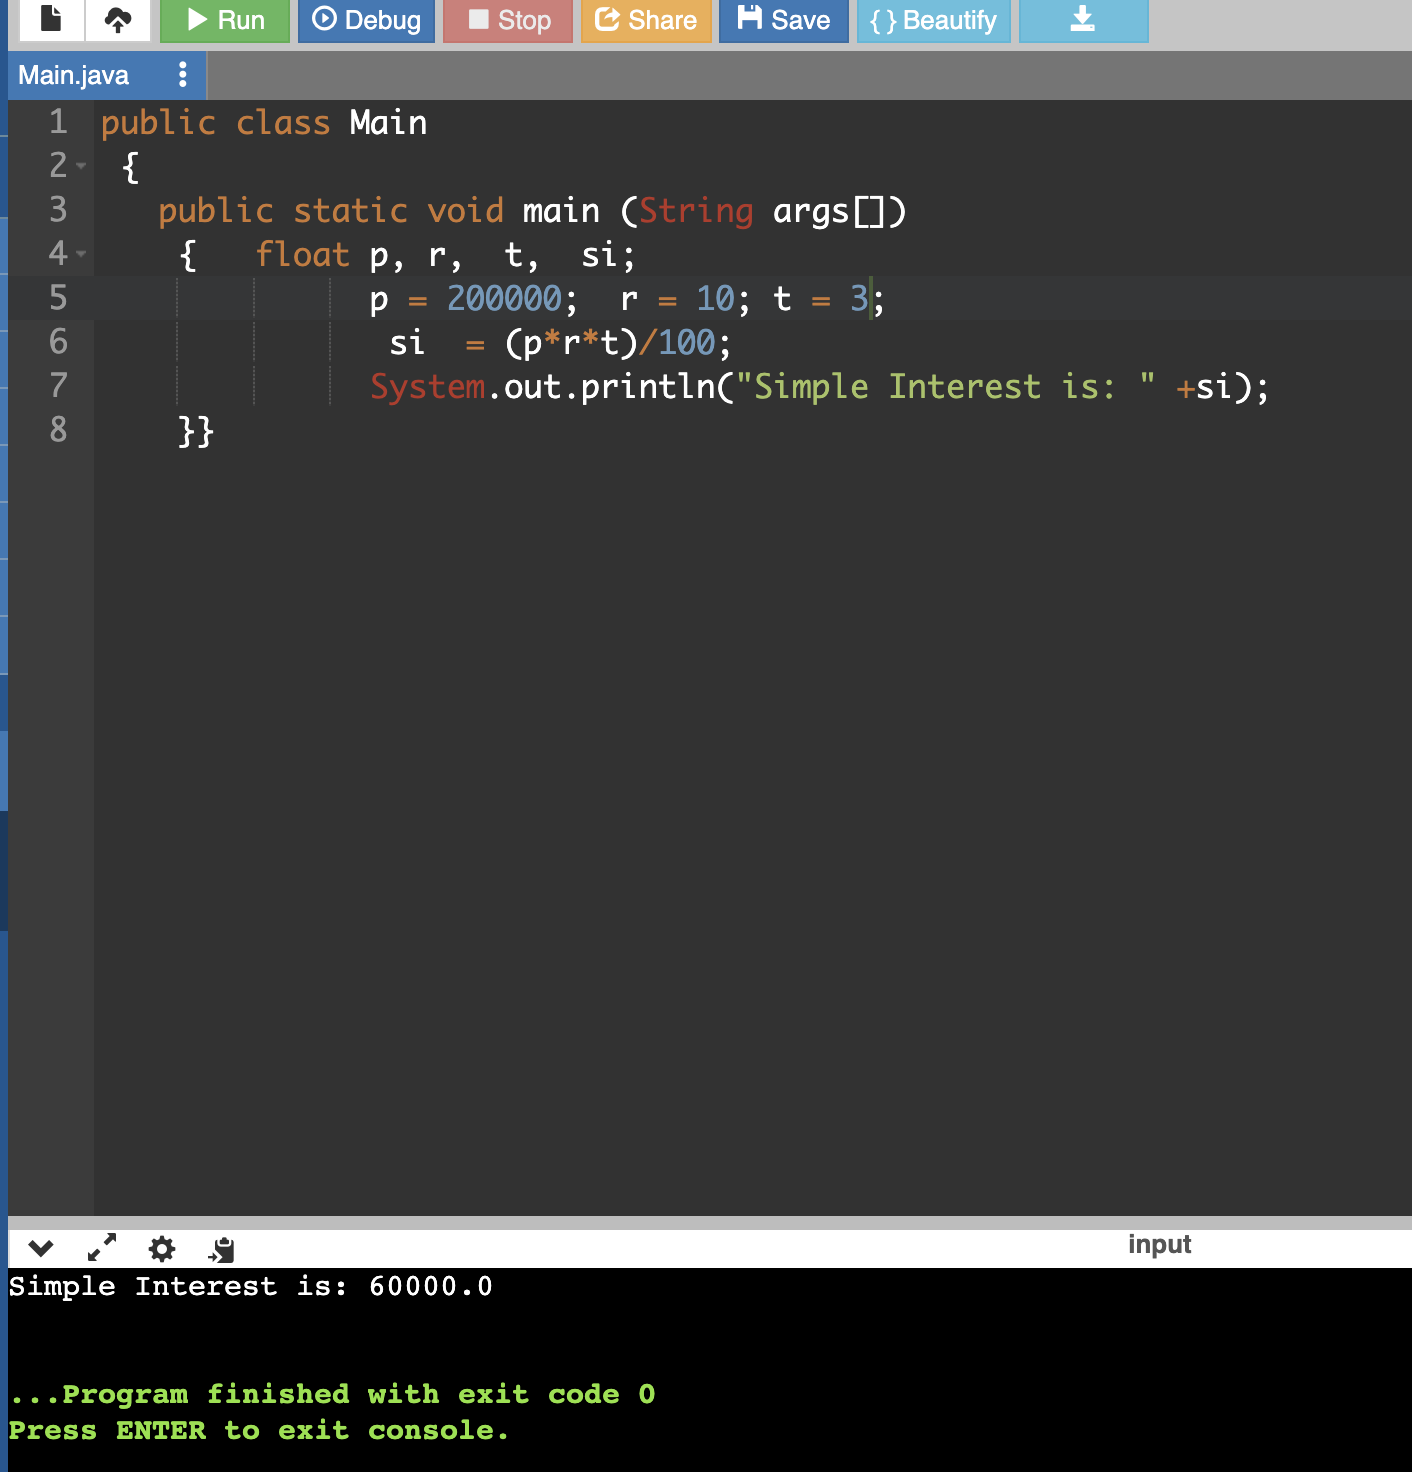 Run Debug Stop Share Save { } Beautify
Main.java
1 public class Main
2 {
3 public static void main (String args[])
4 { float p, r, t, si;
5 p = 200000; r = 10; t = 3;
6 si = (p*r*t)/100;
7 System.out.println("Simple Interest is: " +si);
8 }}
input
Simple Interest is: 60000.0
...Program finished with exit code 0
Press ENTER to exit console.